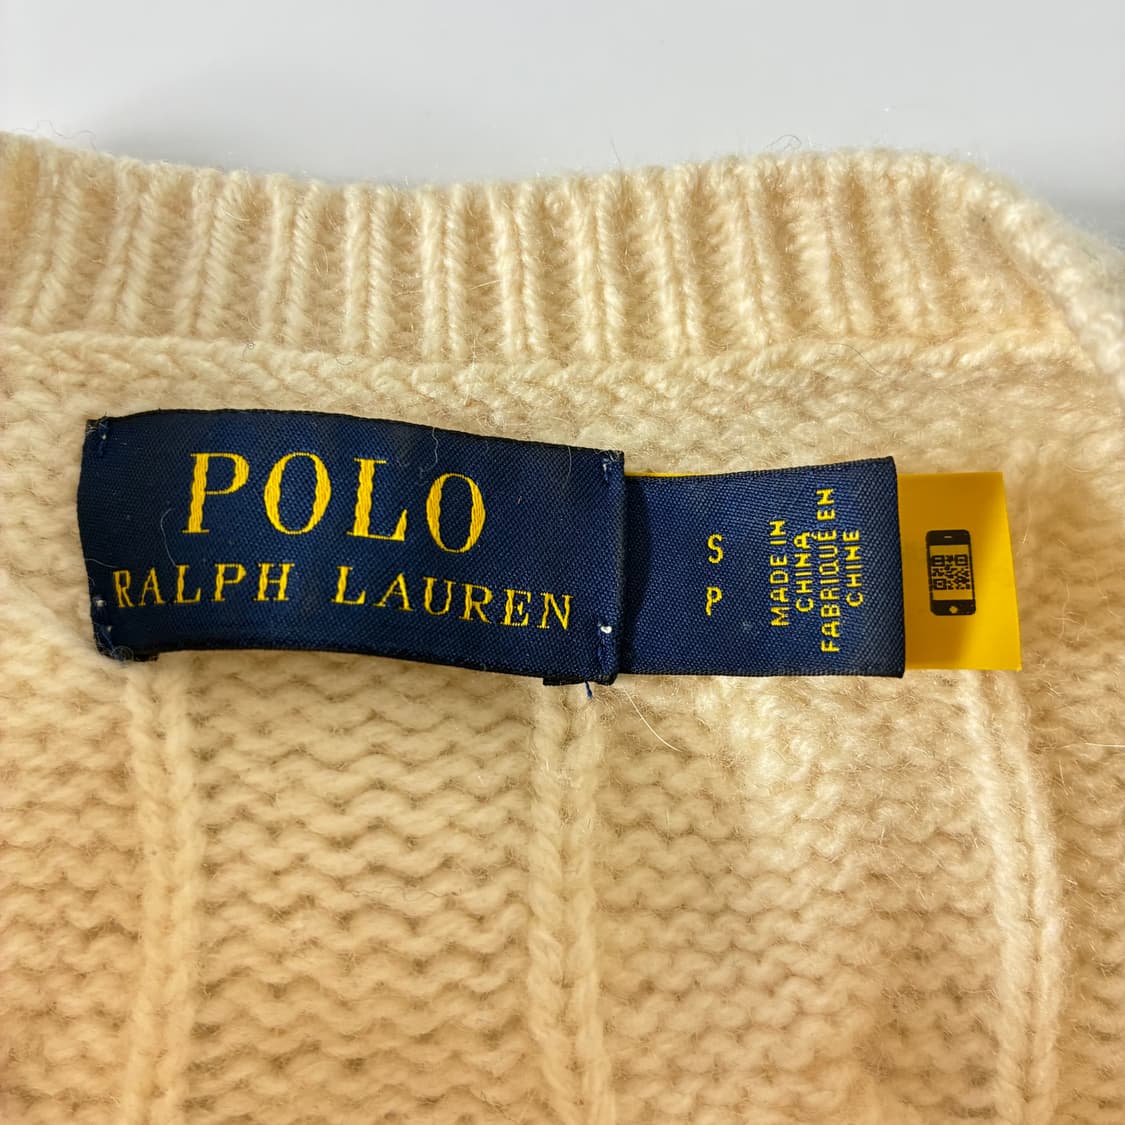 POLO
RALPH LAUREN
S
P
MADE IN
CHINA
FABRIQUÉ EN
CHINE